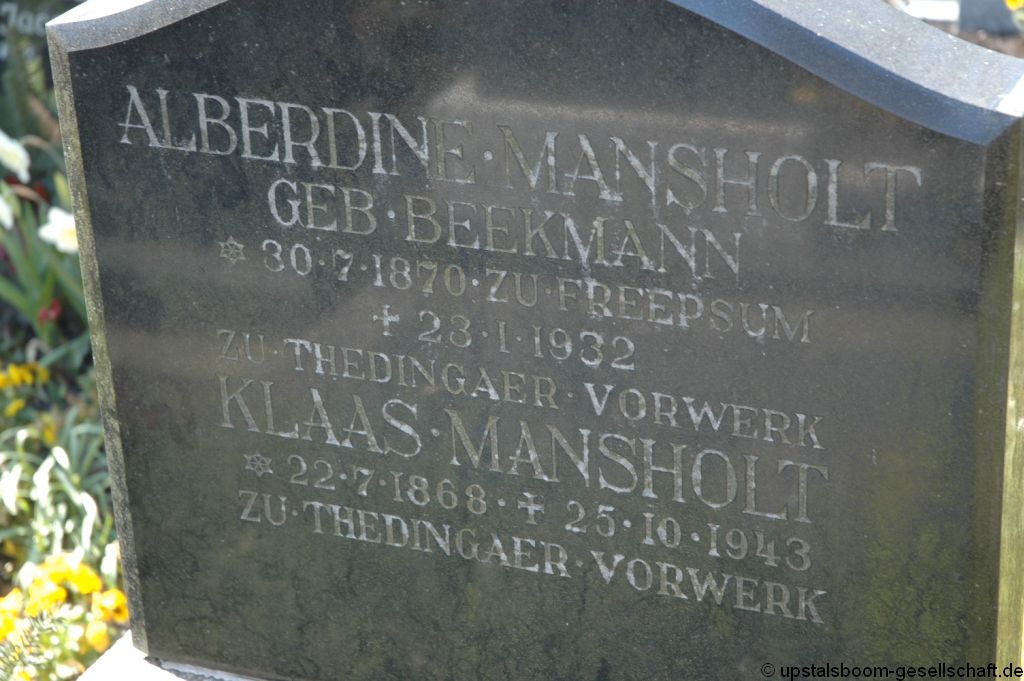 ALBERDINE · MANSHOLT
GEB · BEEKMANN
✡ 30 · 7 · 1870 · ZU · FREEPSUM
✝ 23 · 1 · 1932
ZU · THEDINGAER · VORWERK
KLAAS · MANSHOLT
✡ 22 · 7 · 1868 · ✝ 25 · 10 · 1943
ZU · THEDINGAER · VORWERK
© upstalsboom-gesellschaft.de